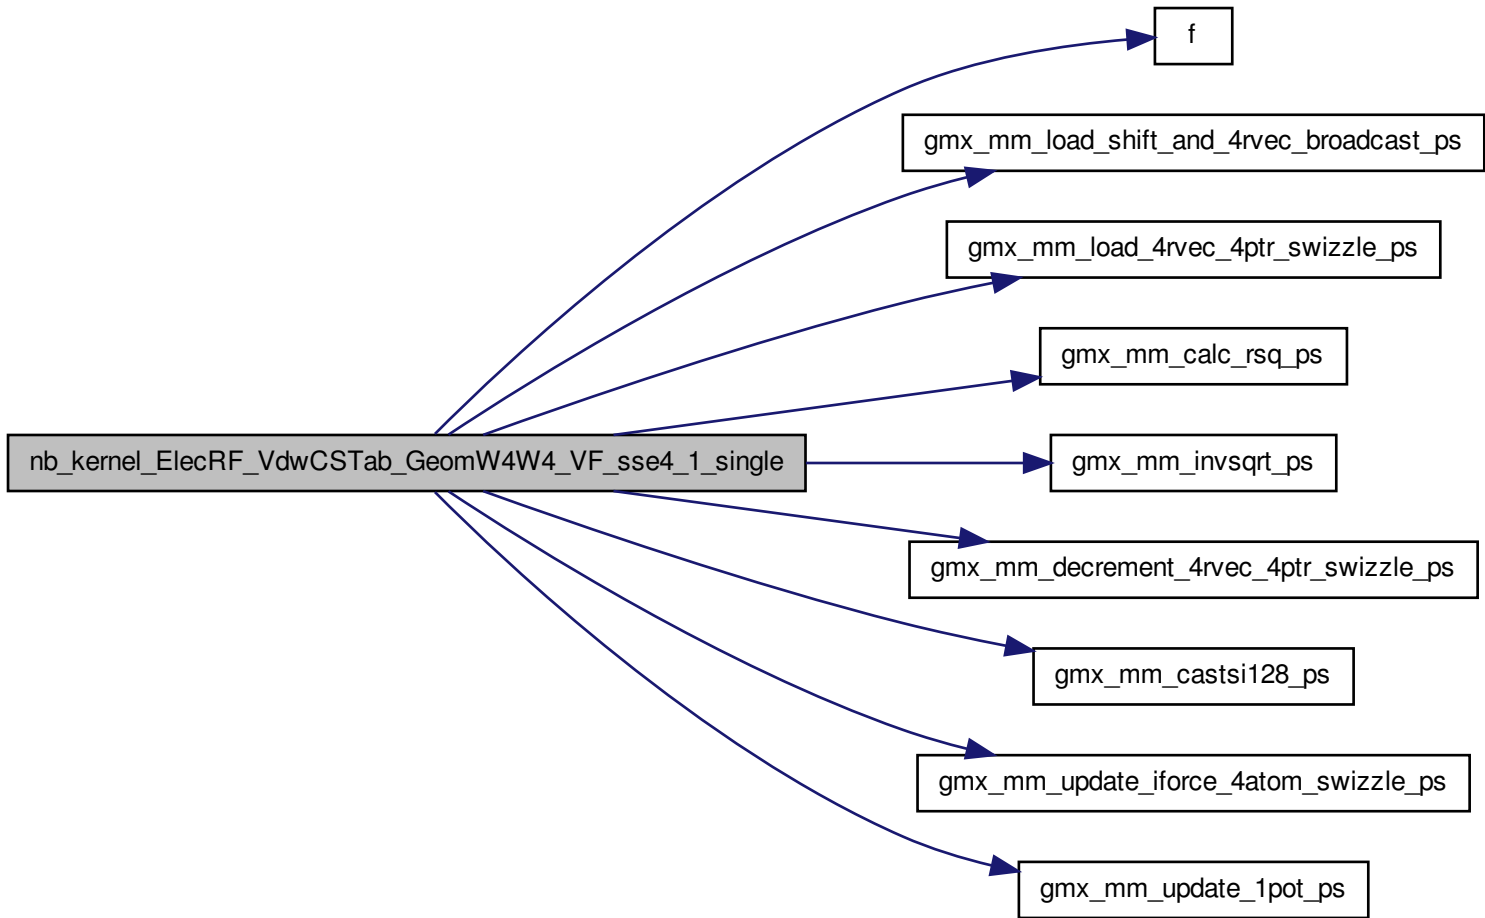 f
gmx_mm_load_shift_and_4rvec_broadcast_ps
gmx_mm_load_4rvec_4ptr_swizzle_ps
gmx_mm_calc_rsq_ps
nb_kernel_ElecRF_VdwCSTab_GeomW4W4_VF_sse4_1_single
gmx_mm_invsqrt_ps
gmx_mm_decrement_4rvec_4ptr_swizzle_ps
gmx_mm_castsi128_ps
gmx_mm_update_iforce_4atom_swizzle_ps
gmx_mm_update_1pot_ps